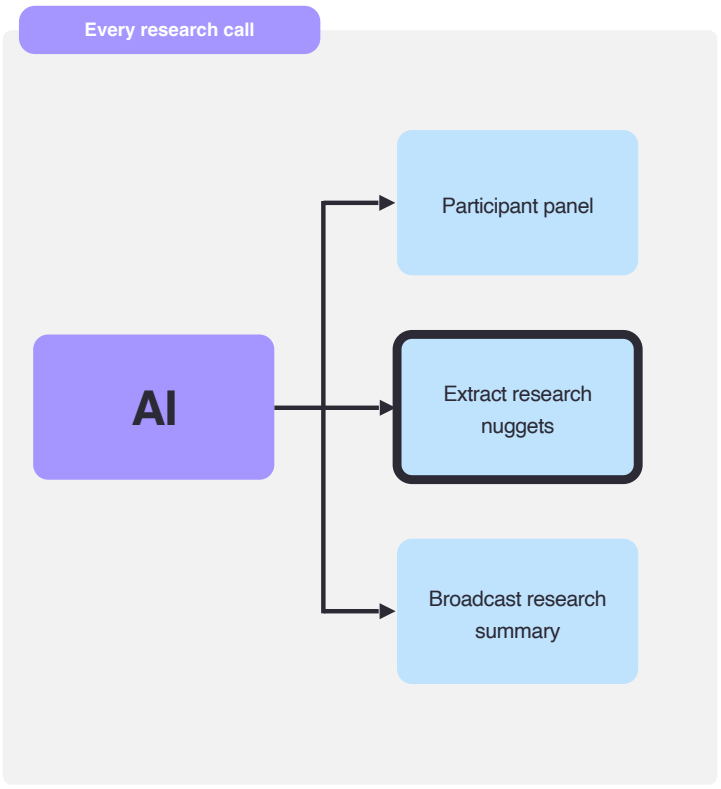 Every research call
Participant panel
AI
Extract research
nuggets
Broadcast research
summary